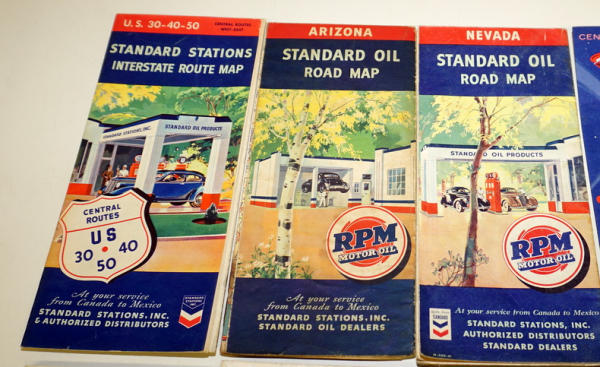 U.S. 30-40-50
CENTRAL ROUTES
WEST-EAST
STANDARD STATIONS
INTERSTATE ROUTE MAP
STANDARD STATIONS, INC.
STANDARD OIL PRODUCTS
CENTRAL
ROUTES
US
30 • 40
50
At your service
from Canada to Mexico
STANDARD STATIONS, INC.
& AUTHORIZED DISTRIBUTORS
STANDARD
STATIONS
INC
ARIZONA
STANDARD OIL
ROAD MAP
RPM
MOTOR OIL
At your service
from Canada to Mexico
STANDARD STATIONS, INC.
STANDARD OIL DEALERS
NEVADA
STANDARD OIL
ROAD MAP
STANDARD OIL PRODUCTS
RPM
MOTOR OIL
At your service from Canada to Mexico
STANDARD STATIONS, INC.
AUTHORIZED DISTRIBUTORS
STANDARD DEALERS
STANDARD
CEN